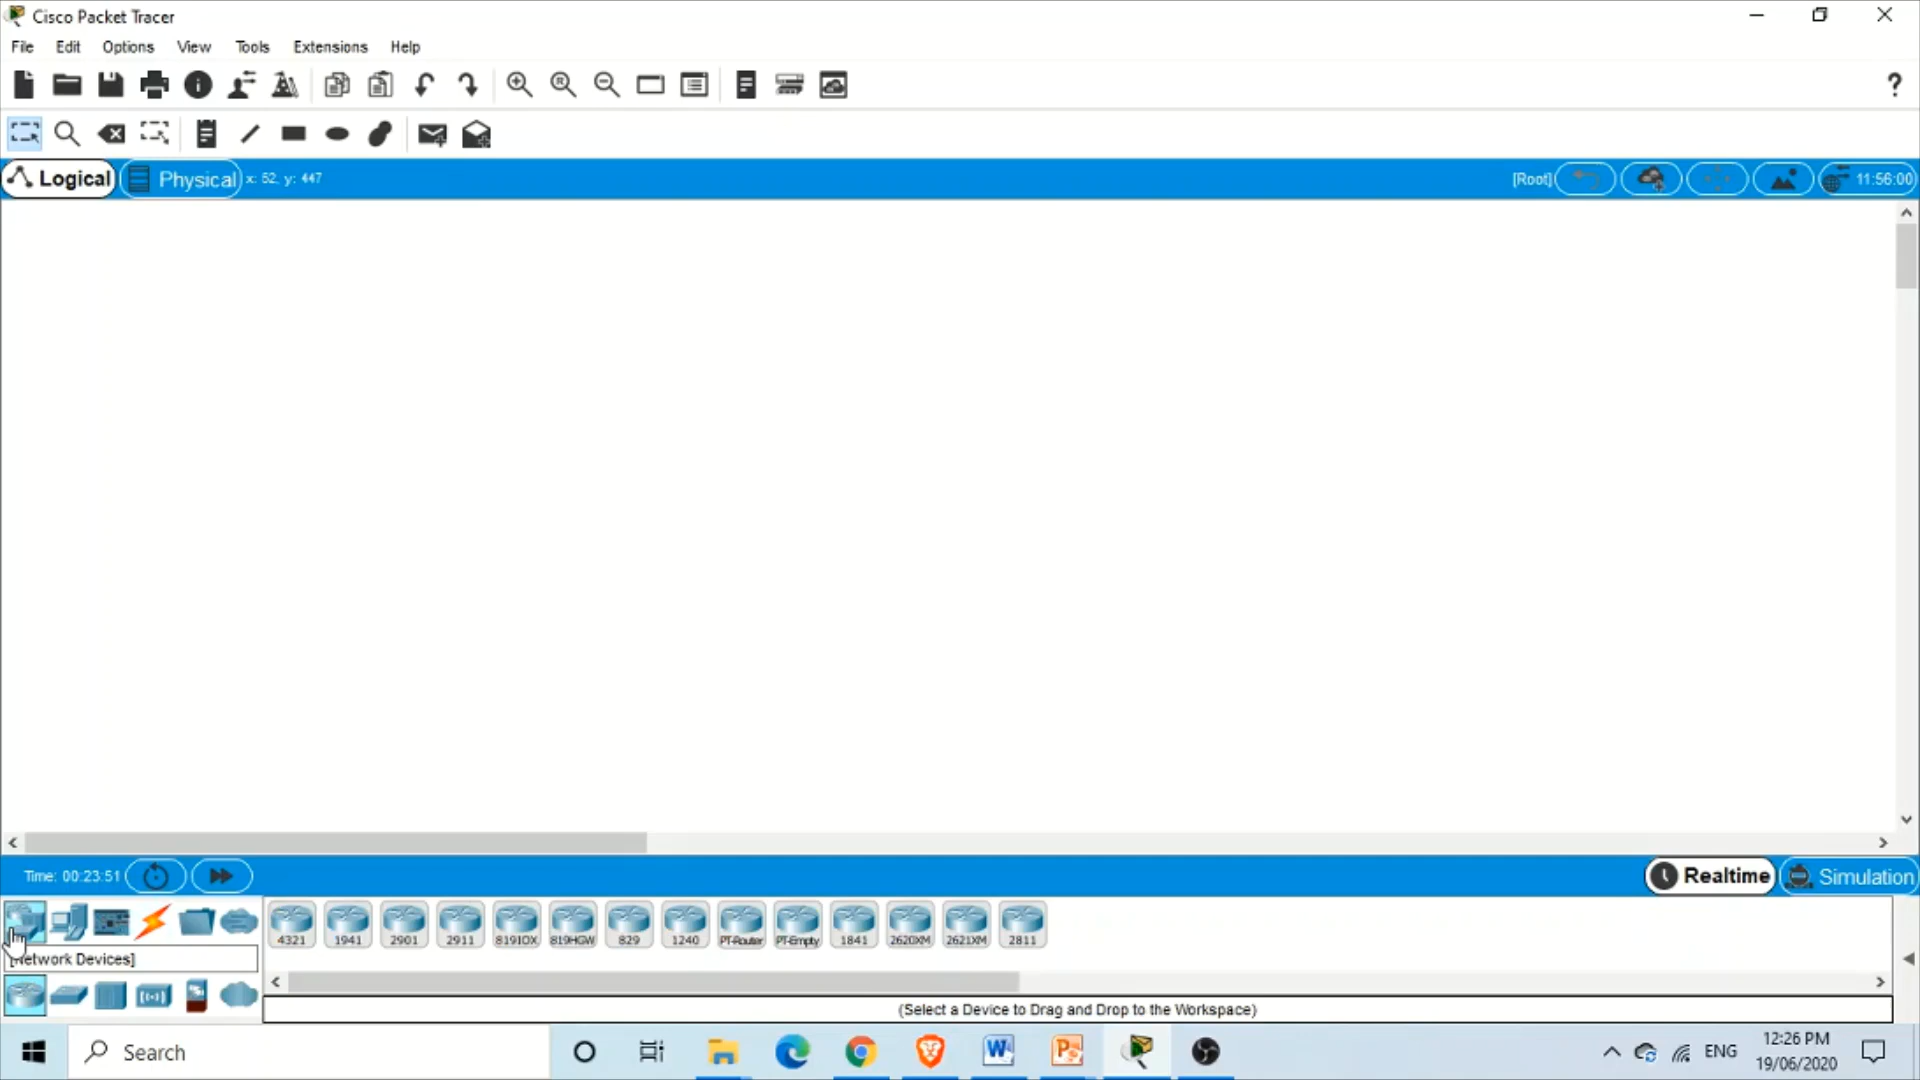 Cisco Packet Tracer
File Edit Options View Tools Extensions Help
?
Logical Physical x: 52, y: 447 [Root] 11:56:00
Time: 00:23:51 Realtime Simulation
4321 1941 2901 2911 819IOX 819HGW 829 1240 PT-Router PT-Empty 1841 2620XM 2621XM 2811
[Network Devices]
(Select a Device to Drag and Drop to the Workspace)
Search ENG 12:26 PM
19/06/2020